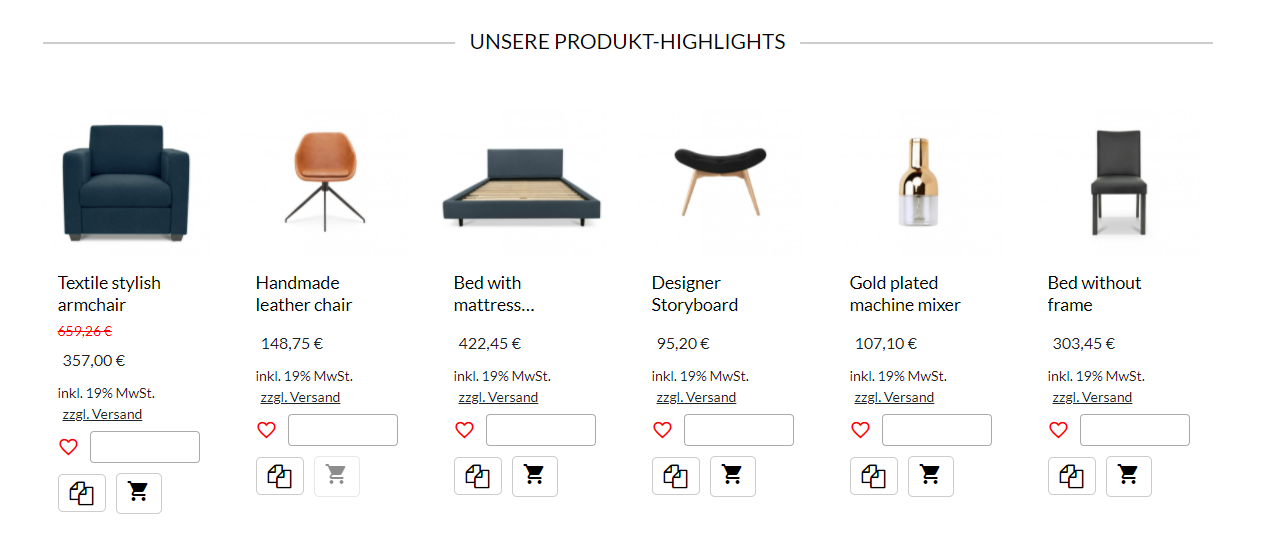 UNSERE PRODUKT-HIGHLIGHTS
Textile stylish
armchair
659,26 €
357,00 €
inkl. 19% MwSt.
zzgl. Versand
Handmade
leather chair
148,75 €
inkl. 19% MwSt.
zzgl. Versand
Bed with
mattress...
422,45 €
inkl. 19% MwSt.
zzgl. Versand
Designer
Storyboard
95,20 €
inkl. 19% MwSt.
zzgl. Versand
Gold plated
machine mixer
107,10 €
inkl. 19% MwSt.
zzgl. Versand
Bed without
frame
303,45 €
inkl. 19% MwSt.
zzgl. Versand